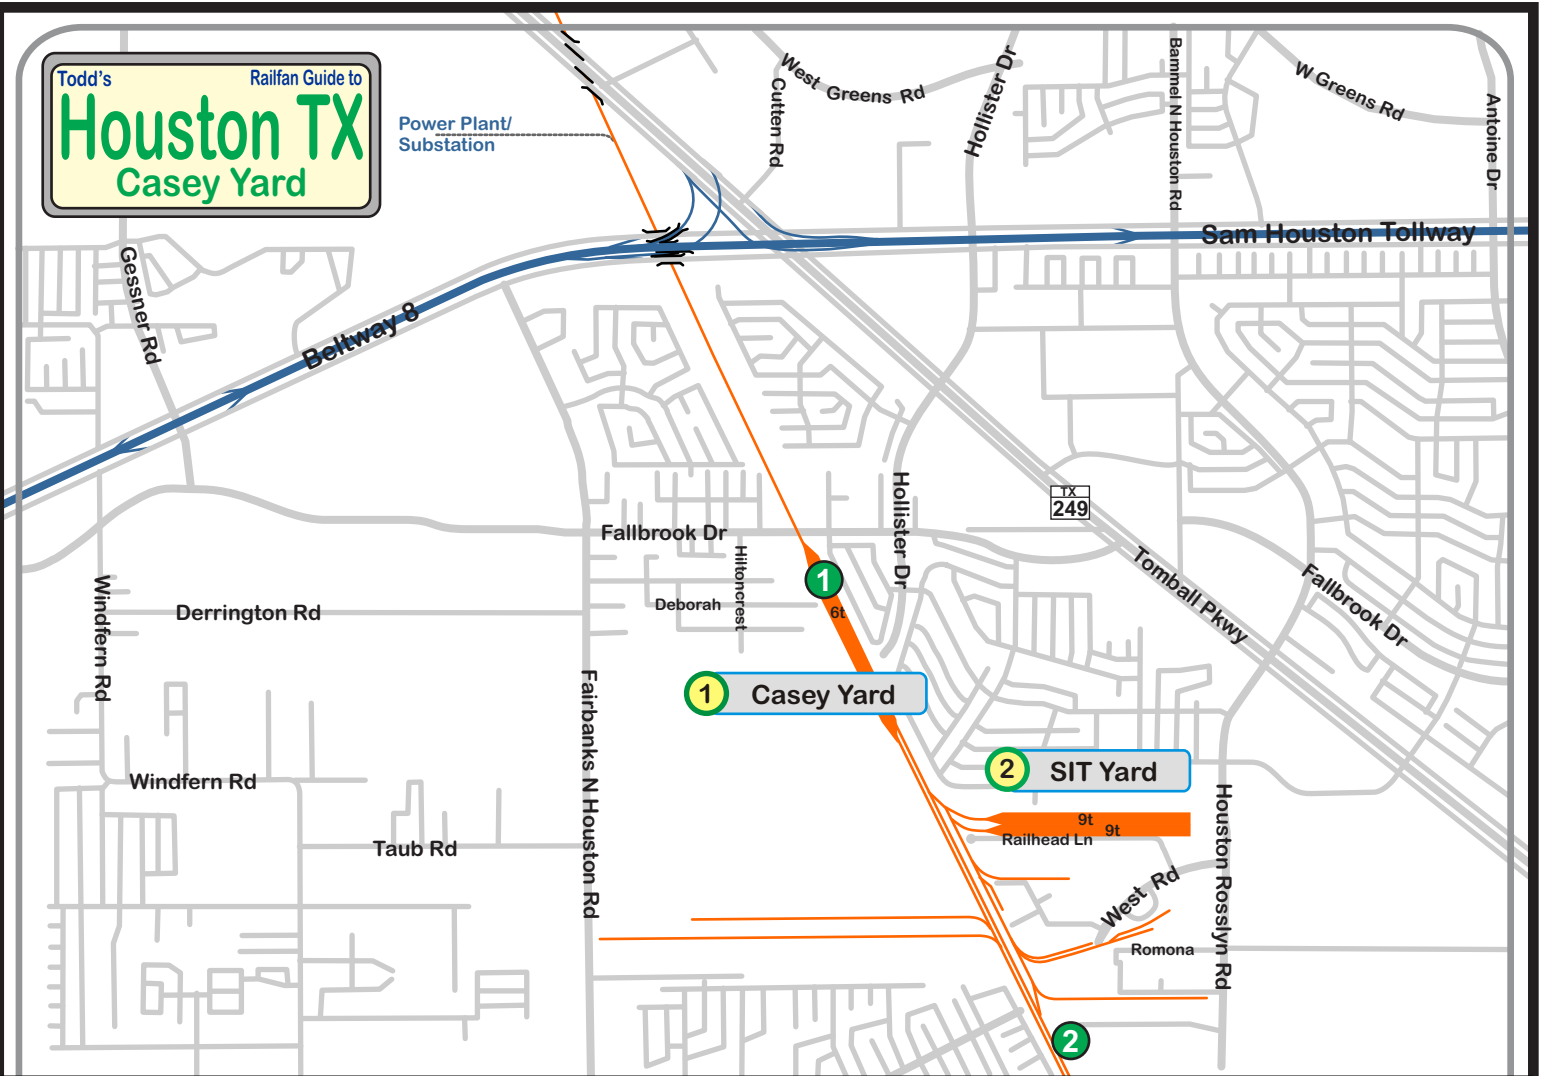 Todd's
Railfan Guide to
Houston TX
Casey Yard
Power Plant/
Substation
West Greens Rd
Cutten Rd
Hollister Dr
Bammel N Houston Rd
W Greens Rd
Antoine Dr
Sam Houston Tollway
Gessner Rd
Beltway 8
Hollister Dr
TX
249
Fallbrook Dr
Hiltoncrest
Tomball Pkwy
Fallbrook Dr
Windfern Rd
Derrington Rd
Deborah
1
6t
1
Casey Yard
Fairbanks N Houston Rd
2
SIT Yard
Windfern Rd
Houston Rosslyn Rd
9t
9t
Railhead Ln
Taub Rd
West Rd
Romona
2